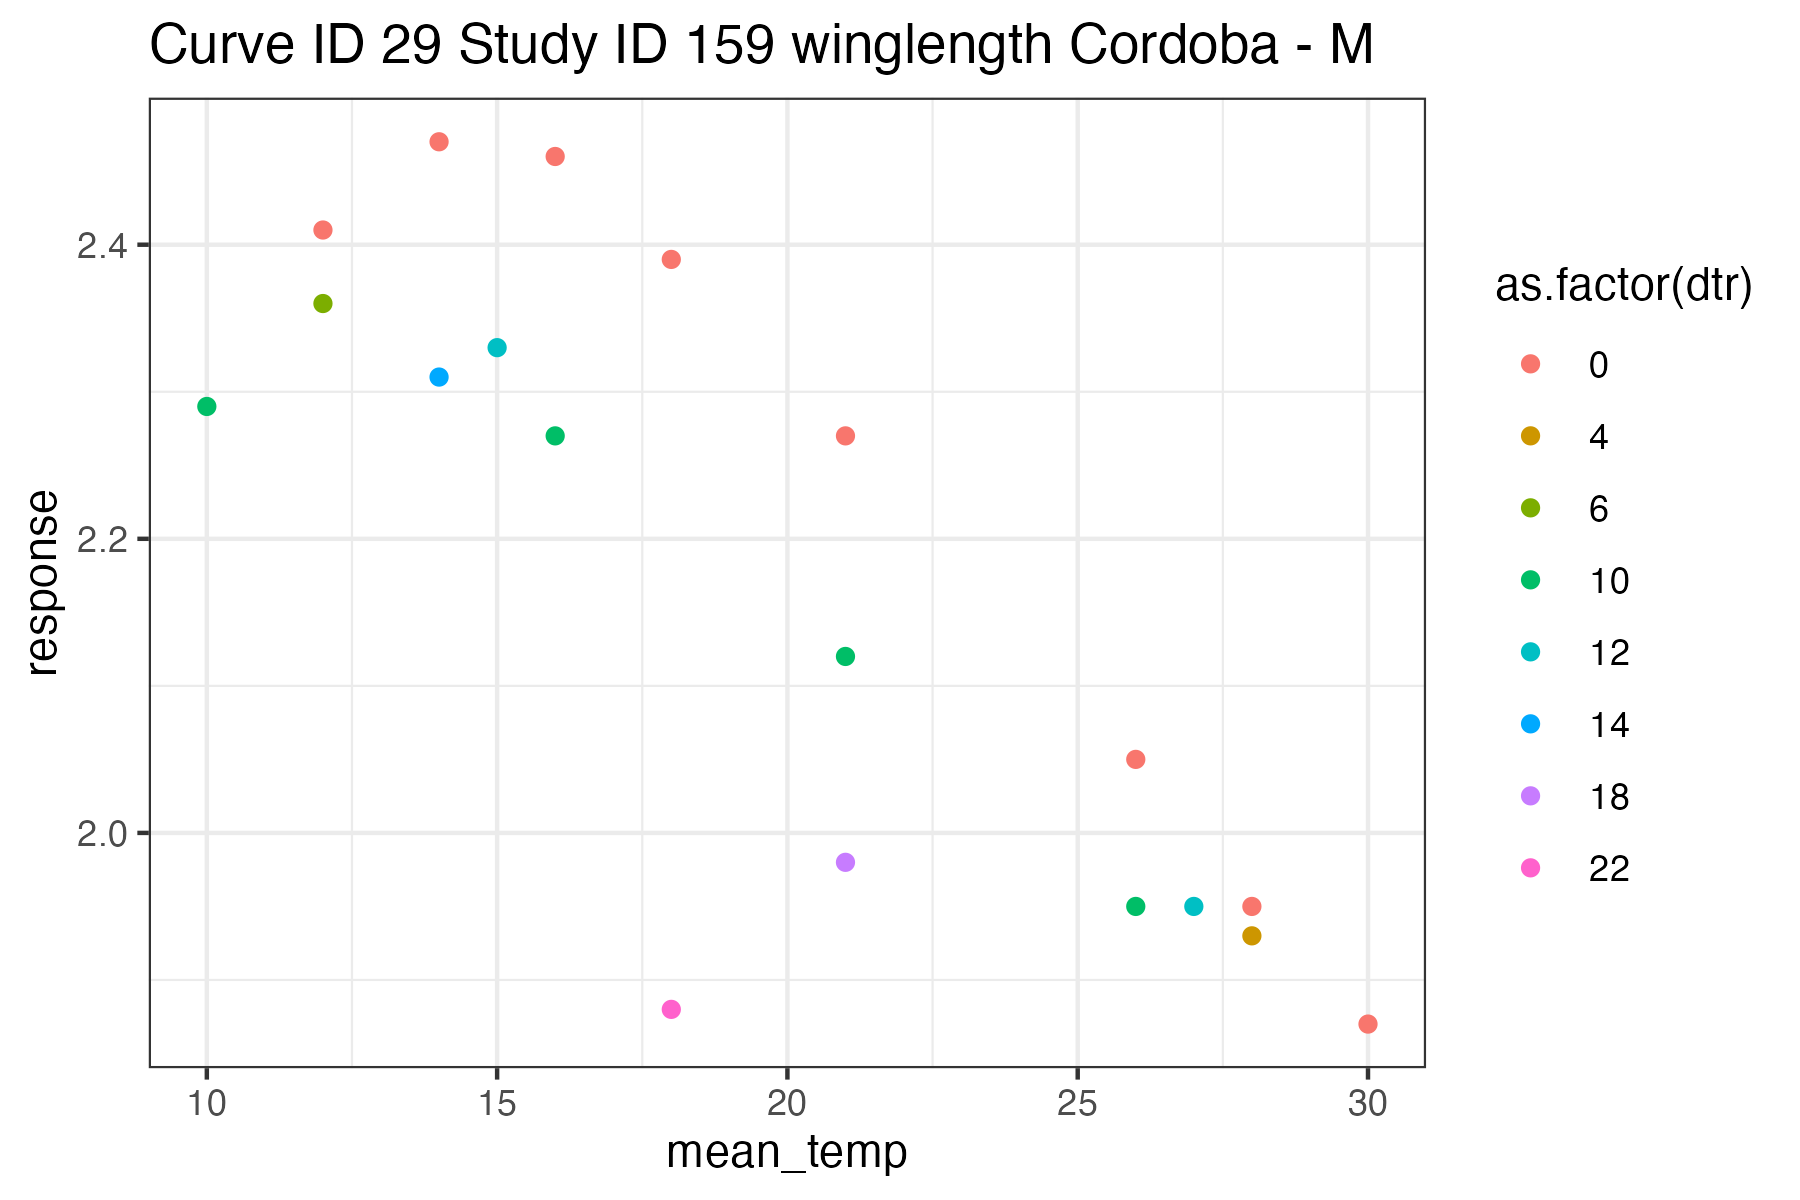 Curve ID 29 Study ID 159 winglength Cordoba - M
2.4
2.2
2.0
response
10 15 20 25 30
mean_temp
as.factor(dtr)
0
4
6
10
12
14
18
22